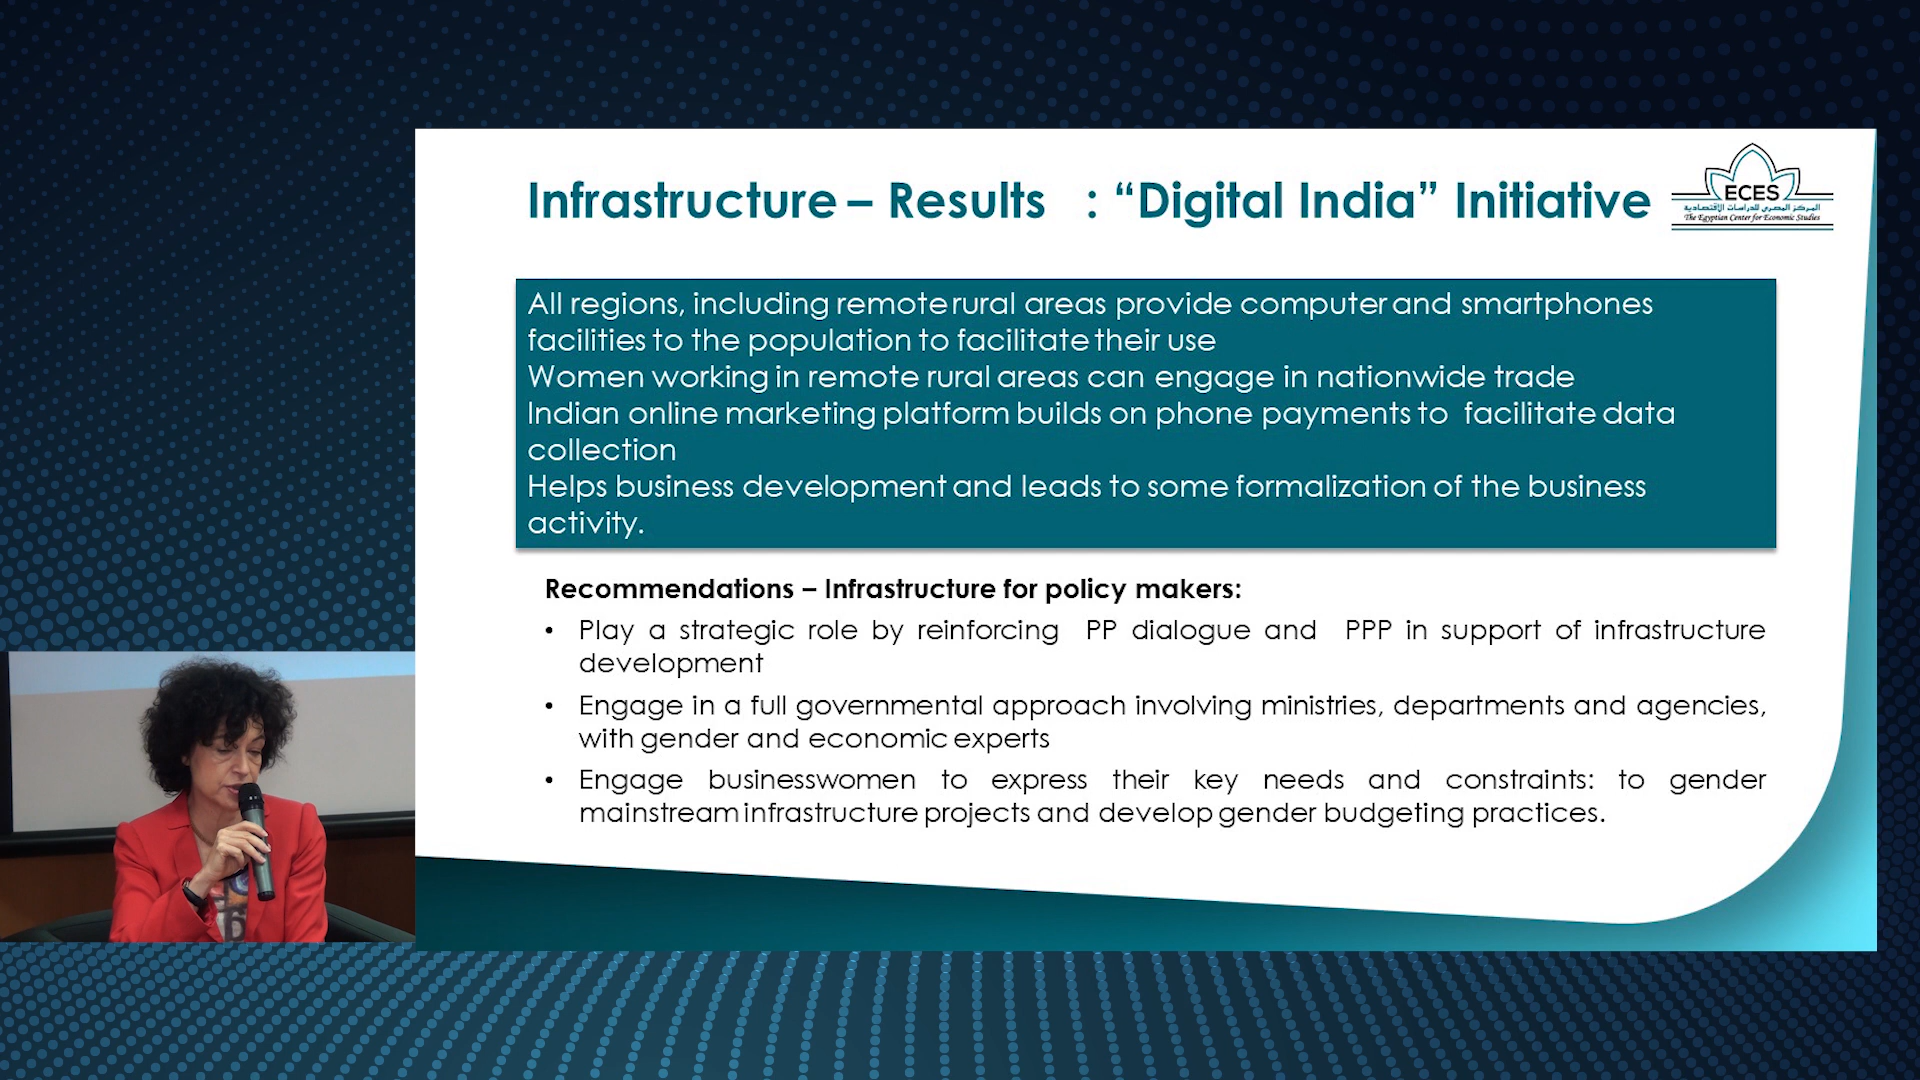 Infrastructure – Results : “Digital India” Initiative
ECES
المركز المصري للدراسات الاقتصادية
The Egyptian Center for Economic Studies
All regions, including remote rural areas provide computer and smartphones
facilities to the population to facilitate their use
Women working in remote rural areas can engage in nationwide trade
Indian online marketing platform builds on phone payments to facilitate data
collection
Helps business development and leads to some formalization of the business
activity.
Recommendations – Infrastructure for policy makers:
• Play a strategic role by reinforcing PP dialogue and PPP in support of infrastructure
development
• Engage in a full governmental approach involving ministries, departments and agencies,
with gender and economic experts
• Engage businesswomen to express their key needs and constraints: to gender
mainstream infrastructure projects and develop gender budgeting practices.